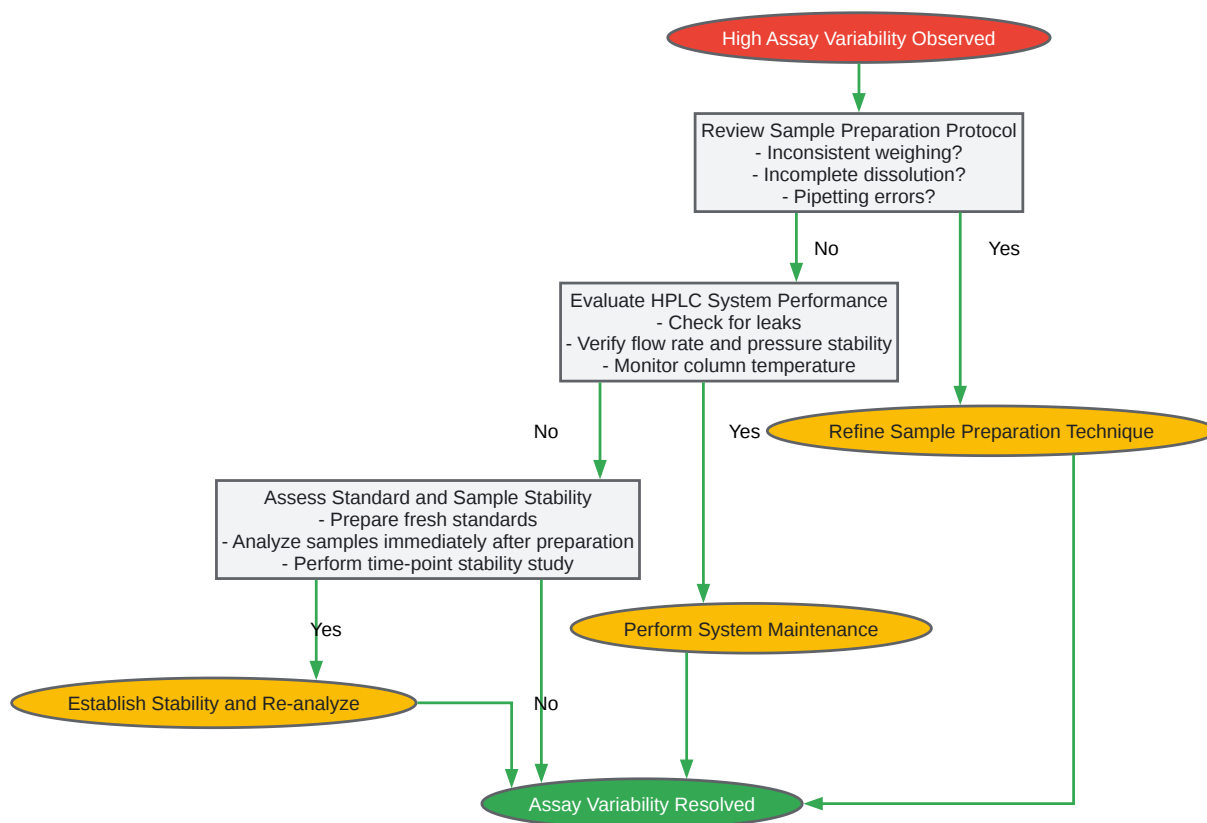 High Assay Variability Observed
Review Sample Preparation Protocol
- Inconsistent weighing?
- Incomplete dissolution?
- Pipetting errors?
No
Yes
Evaluate HPLC System Performance
- Check for leaks
- Verify flow rate and pressure stability
- Monitor column temperature
No
Yes
Refine Sample Preparation Technique
Assess Standard and Sample Stability
- Prepare fresh standards
- Analyze samples immediately after preparation
- Perform time-point stability study
Yes
Perform System Maintenance
Establish Stability and Re-analyze
No
Assay Variability Resolved